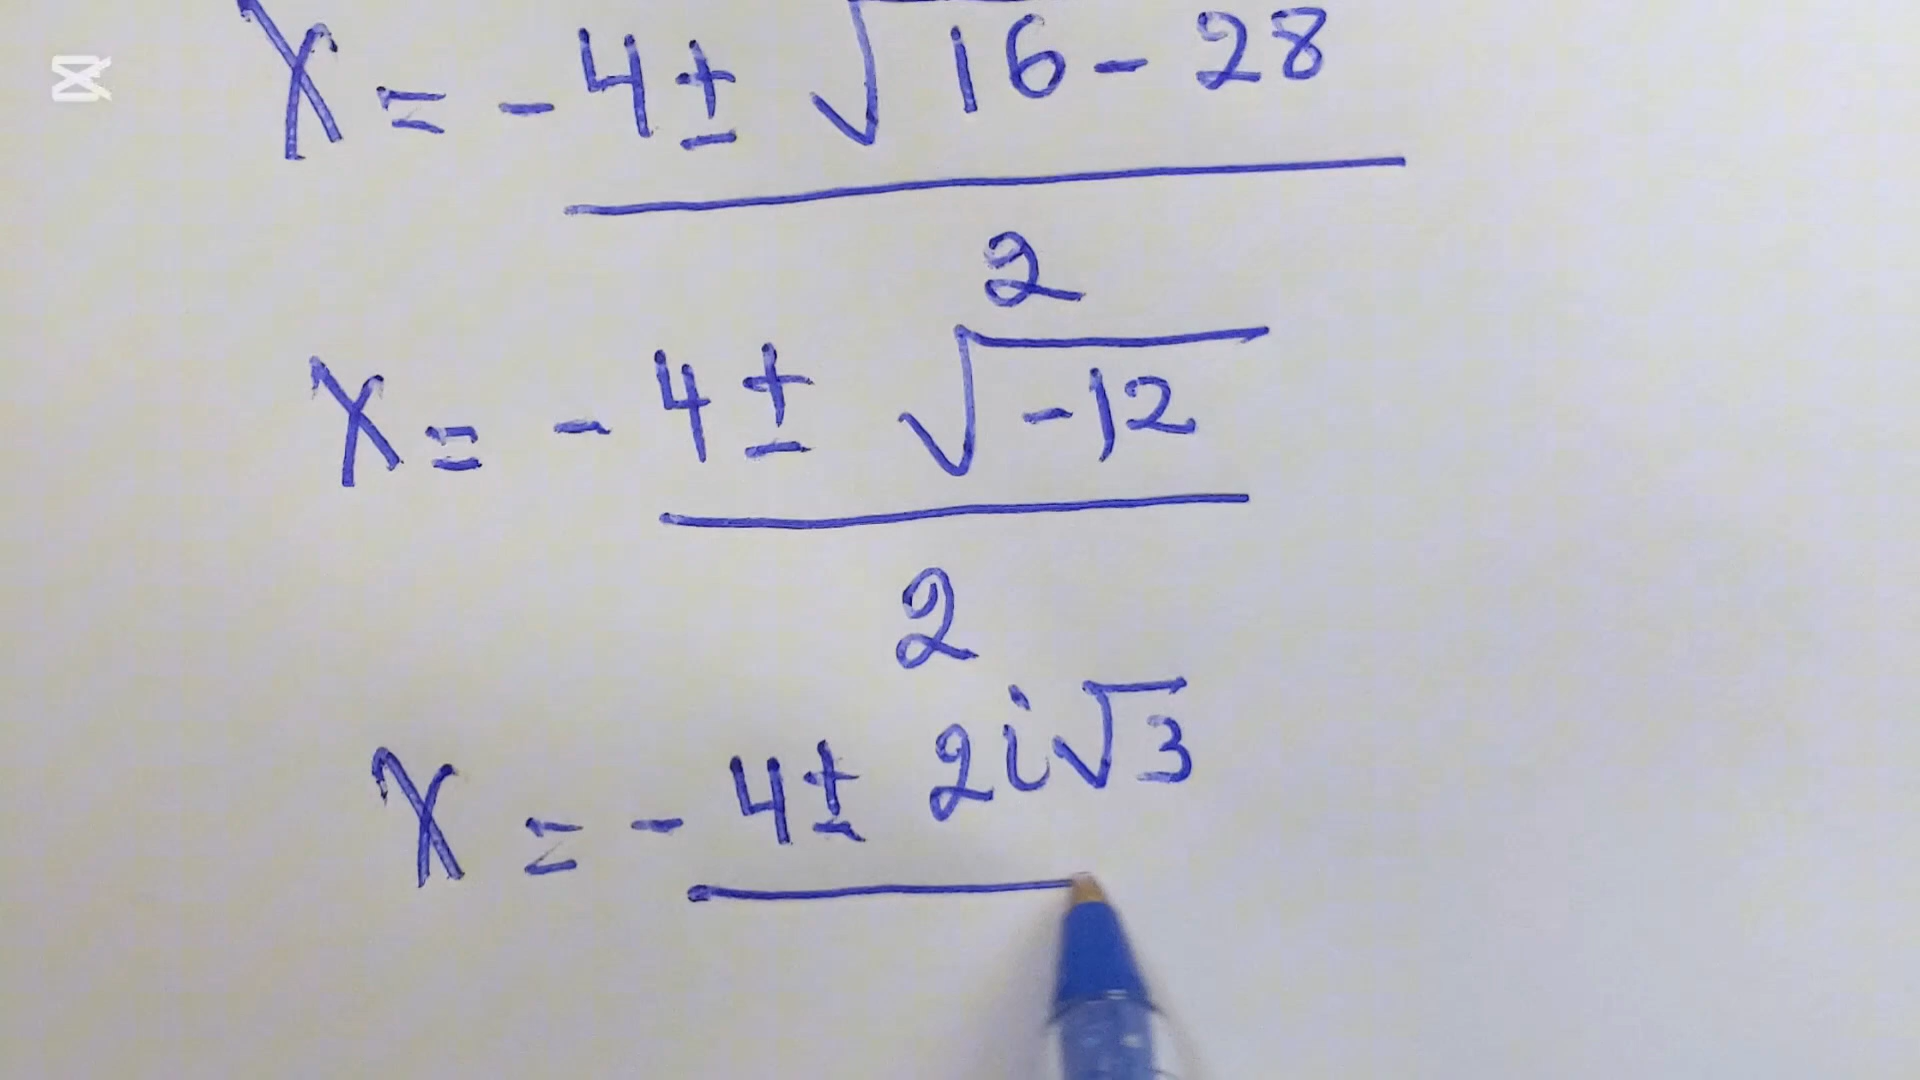 X = -4 ± √16 - 28
2
X = -4 ± √-12
2
X = -4 ± 2i√3